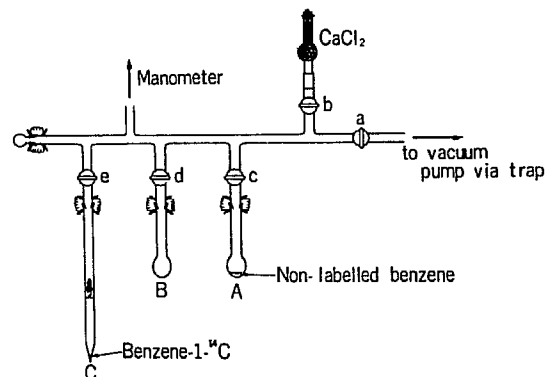 CaCl₂
b
Manometer
a
to vacuum
pump via trap
e
d
c
B
A
Non-labelled benzene
Benzene-1-¹⁴C
C